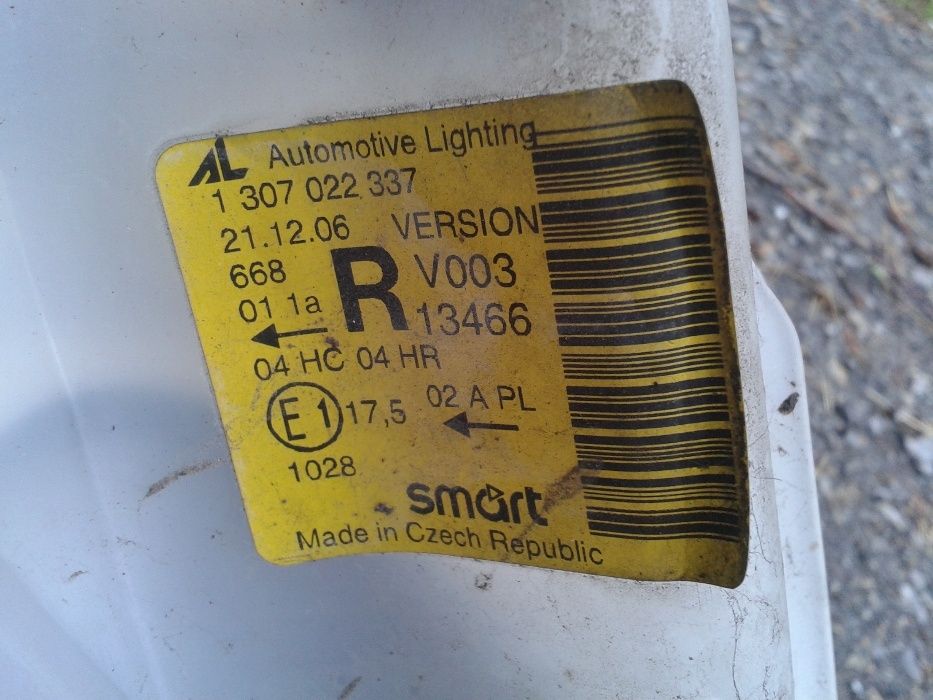 AL Automotive Lighting
1 307 022 337
21.12.06 VERSION
668 R V003
01 1a 13466
04 HC 04 HR
E1 17,5 02 A PL
1028
smart
Made in Czech Republic